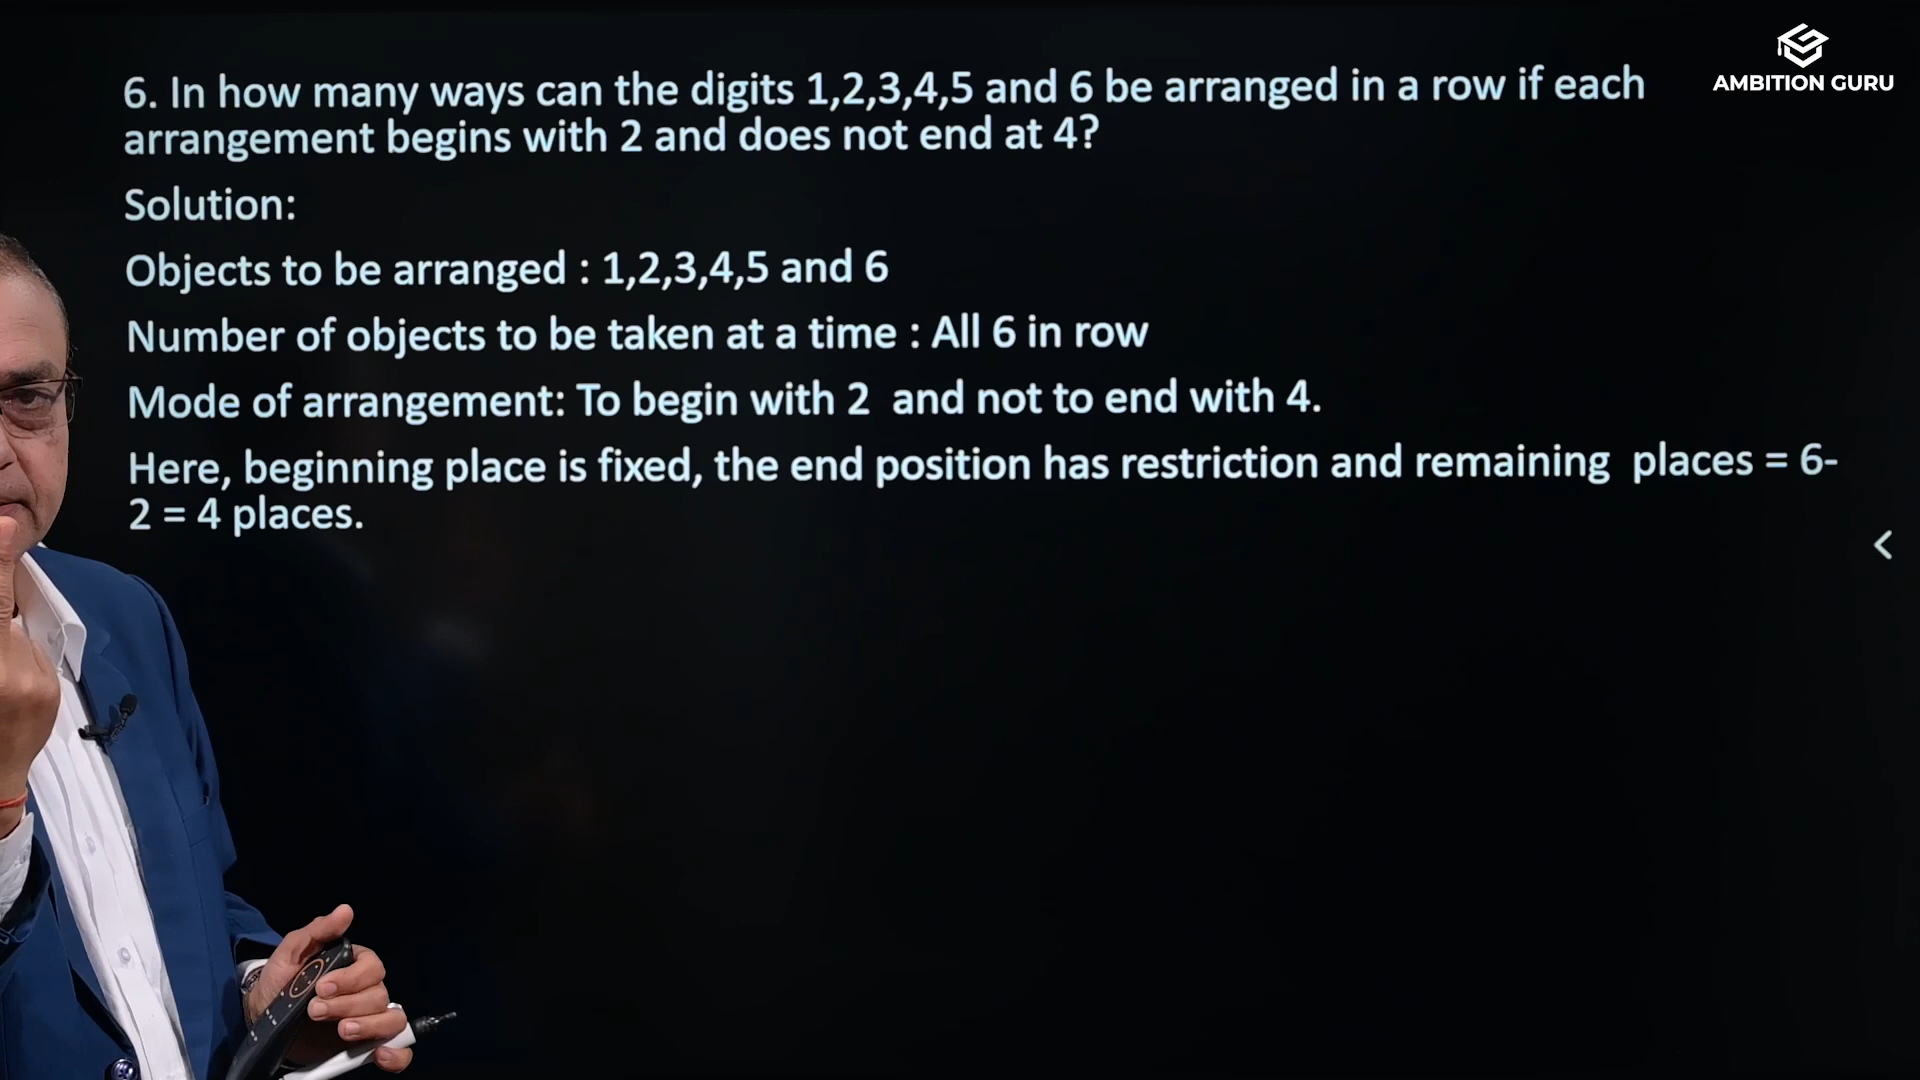 AMBITION GURU
6. In how many ways can the digits 1,2,3,4,5 and 6 be arranged in a row if each
arrangement begins with 2 and does not end at 4?
Solution:
Objects to be arranged : 1,2,3,4,5 and 6
Number of objects to be taken at a time : All 6 in row
Mode of arrangement: To begin with 2 and not to end with 4.
Here, beginning place is fixed, the end position has restriction and remaining places = 6-
2 = 4 places.